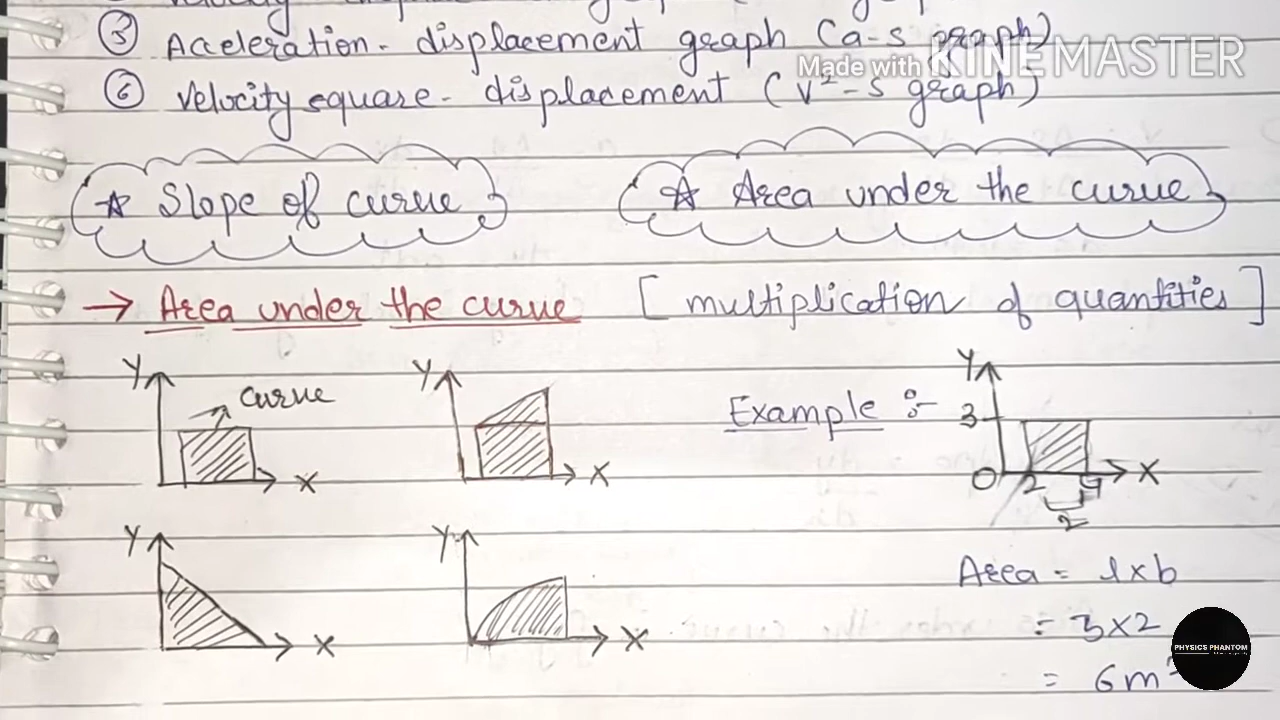 ⑤ Acceleration - displacement graph (a-s graph)
Made with KINEMASTER
⑥ Velocity square - displacement (v²-s graph)
☆ Slope of curve
☆ Area under the curve
→ Area under the curve [multiplication of quantities]
Y
curve
X
Y
X
Example :-
Y
3
O
2
4
X
2
Y
X
Y
X
Area = l×b
= 3×2
= 6m²
PHYSICS PHANTOM